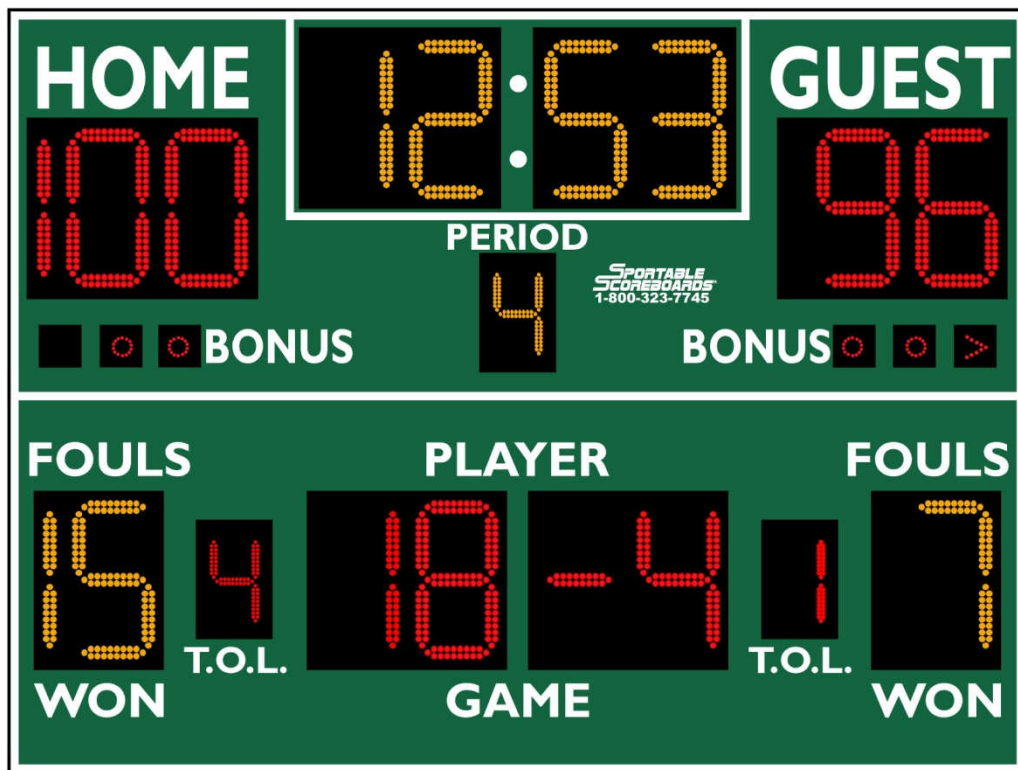 HOME 12:53 GUEST
100 96
PERIOD
4
SPORTABLE
SCOREBOARDS
1-800-323-7745
BONUS BONUS >
FOULS PLAYER FOULS
15 4 18 -4 1 7
T.O.L. T.O.L.
WON GAME WON